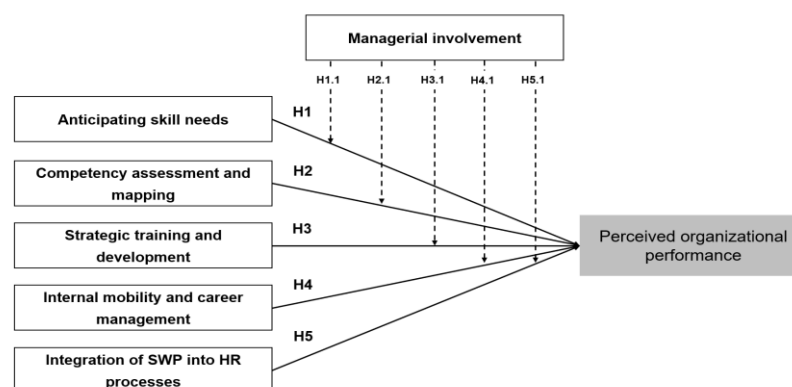 Managerial involvement
H1.1 H2.1 H3.1 H4.1 H5.1
H1
Anticipating skill needs
H2
Competency assessment and
mapping
H3
Strategic training and
development
Perceived organizational
performance
H4
Internal mobility and career
management
H5
Integration of SWP into HR
processes